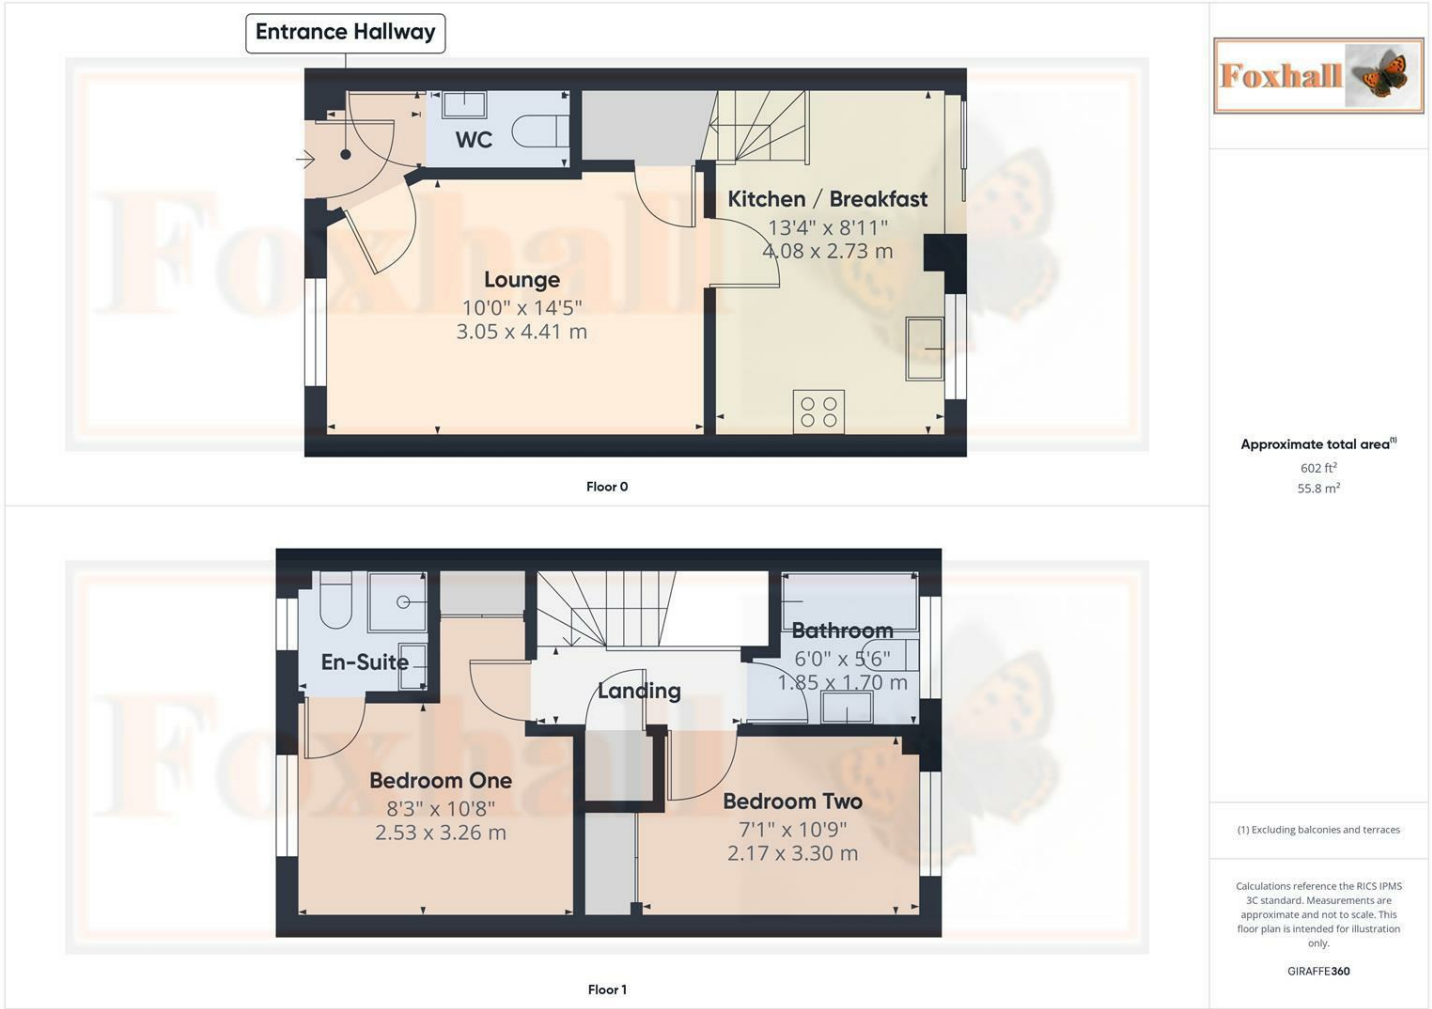 Entrance Hallway
Foxhall
WC
Kitchen / Breakfast
13'4" x 8'11"
4.08 x 2.73 m
Lounge
10'0" x 14'5"
3.05 x 4.41 m
Foxhall
Floor 0
Approximate total area(1)
602 ft²
55.8 m²
En-Suite
Landing
Bathroom
6'0" x 5'6"
1.85 x 1.70 m
Bedroom One
8'3" x 10'8"
2.53 x 3.26 m
Bedroom Two
7'1" x 10'9"
2.17 x 3.30 m
Foxhall
Floor 1
(1) Excluding balconies and terraces
Calculations reference the RICS IPMS
3C standard. Measurements are
approximate and not to scale. This
floor plan is intended for illustration
only.
GIRAFFE360